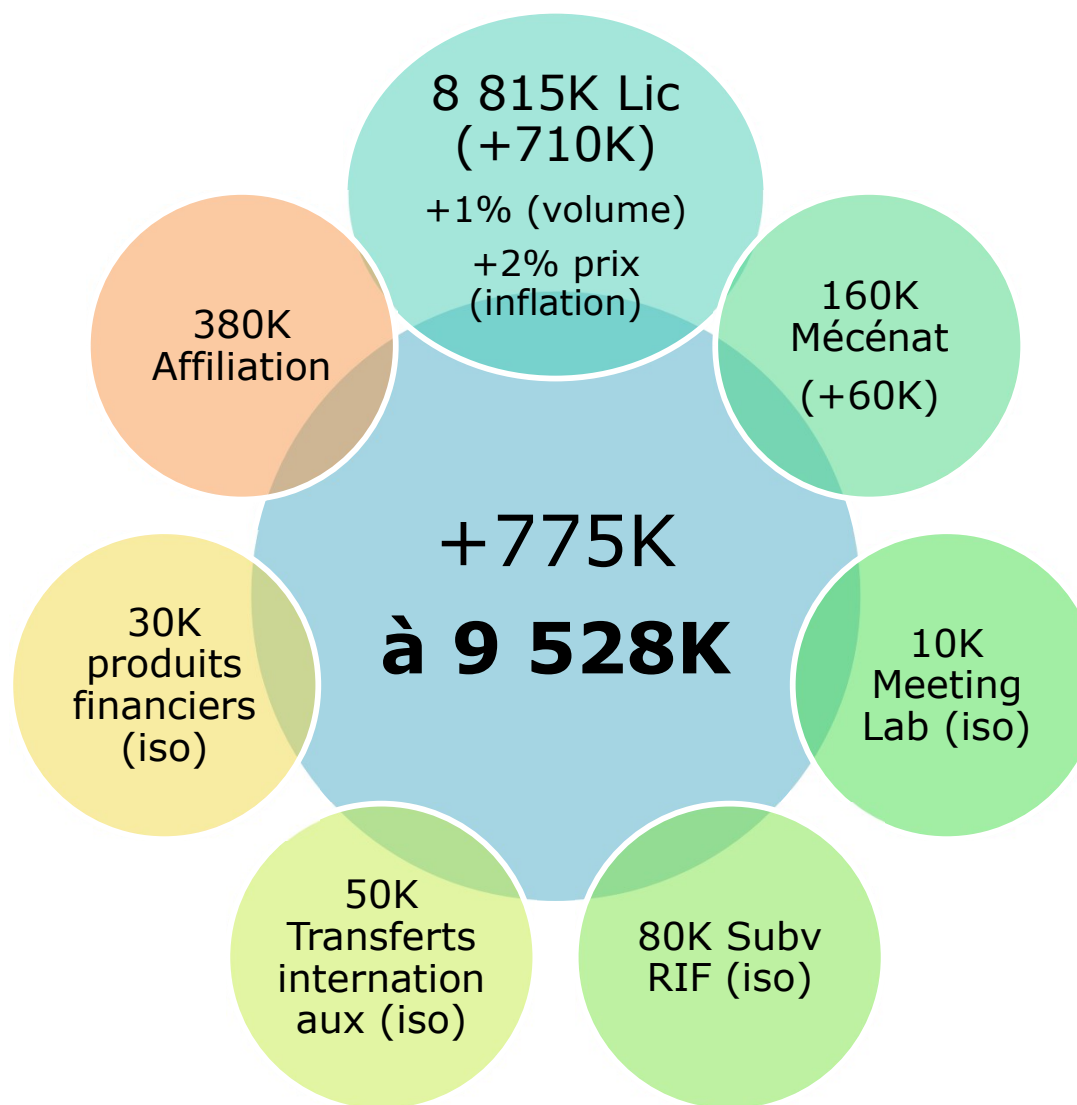 8 815K Lic
(+710K)
+1% (volume)
+2% prix
(inflation)
160K
Mécénat
(+60K)
10K
Meeting
Lab (iso)
80K Subv
RIF (iso)
50K
Transferts
internation
aux (iso)
30K
produits
financiers
(iso)
380K
Affiliation
+775K
à 9 528K